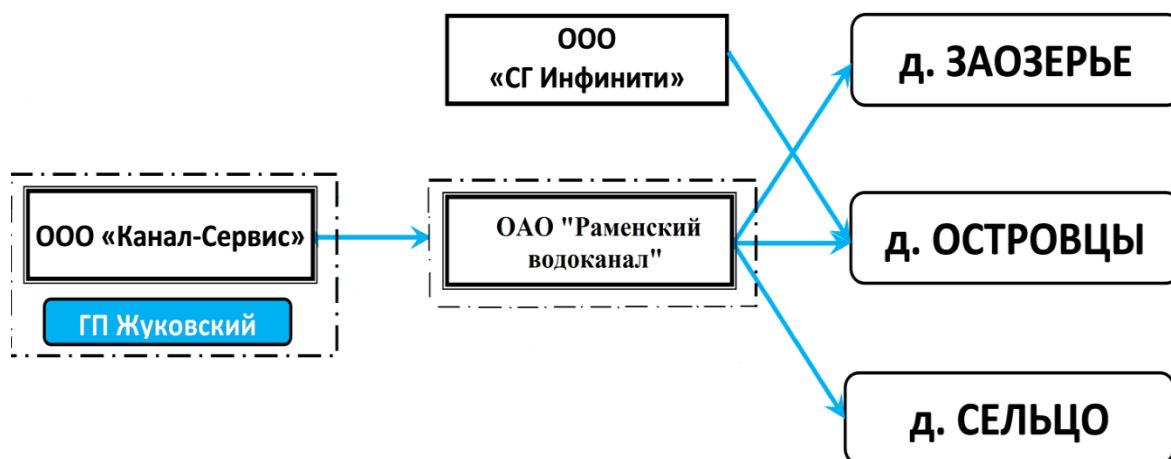 ООО
«СГ Инфинити»
д. ЗАОЗЕРЬЕ
ООО «Канал-Сервис»
ГП Жуковский
ОАО "Раменский
водоканал"
д. ОСТРОВЦЫ
д. СЕЛЬЦО